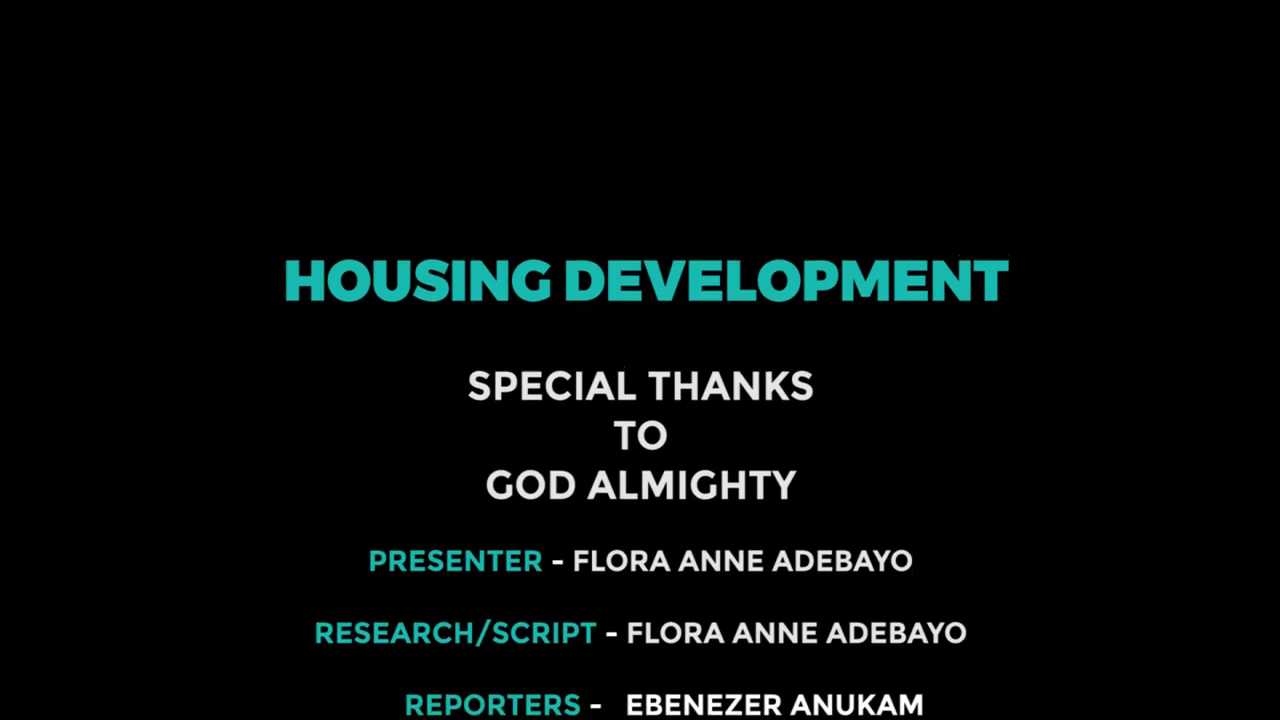 HOUSING DEVELOPMENT
SPECIAL THANKS
TO
GOD ALMIGHTY
PRESENTER - FLORA ANNE ADEBAYO
RESEARCH/SCRIPT - FLORA ANNE ADEBAYO
REPORTERS - EBENEZER ANUKAM